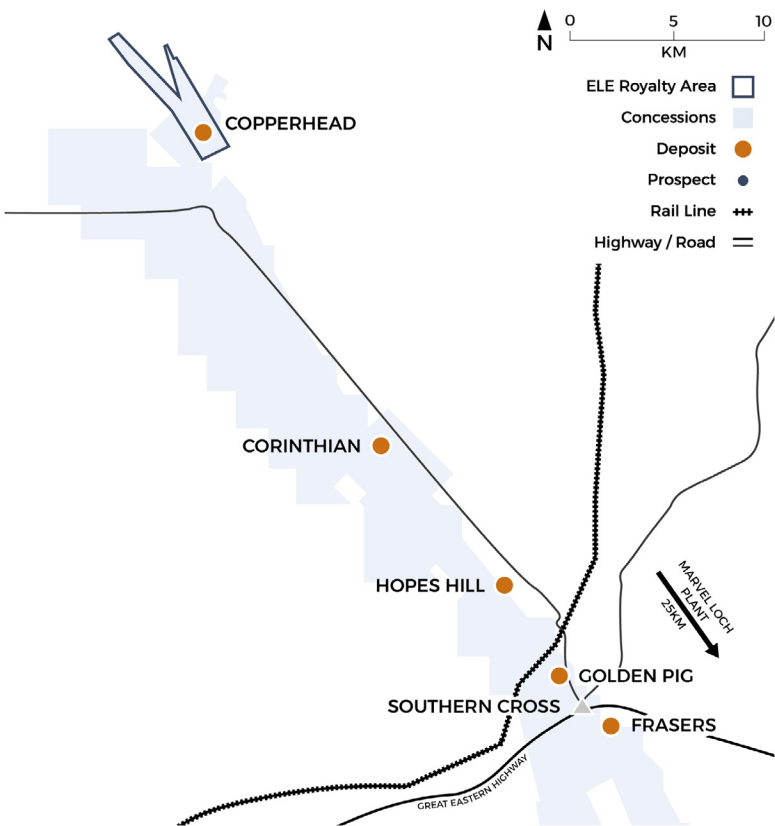 0 5 10
KM
N
ELE Royalty Area
Concessions
Deposit
Prospect
Rail Line
Highway / Road
COPPERHEAD
CORINTHIAN
HOPES HILL
MARVEL LOCH
PLANT
25KM
GOLDEN PIG
SOUTHERN CROSS
FRASERS
GREAT EASTERN HIGHWAY